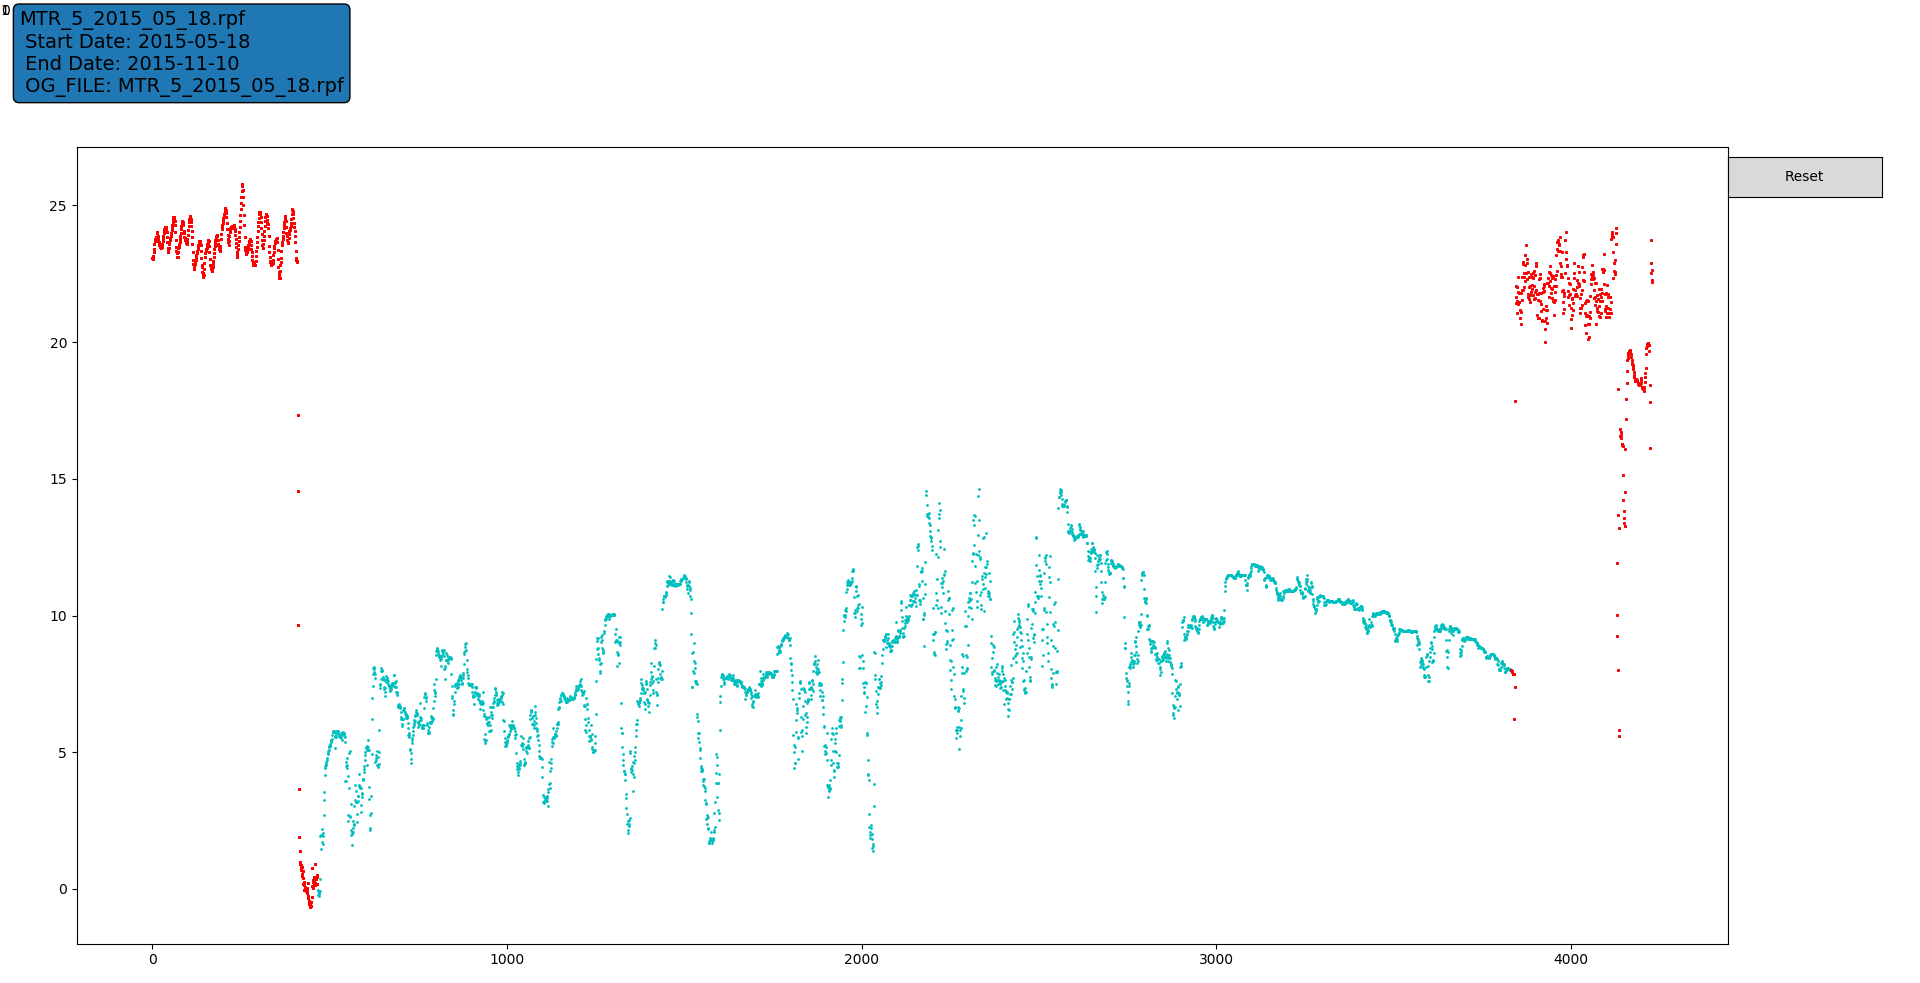 MTR_5_2015_05_18.rpf
Start Date: 2015-05-18
End Date: 2015-11-10
OG_FILE: MTR_5_2015_05_18.rpf
Reset
25
20
15
10
5
0
0 1000 2000 3000 4000